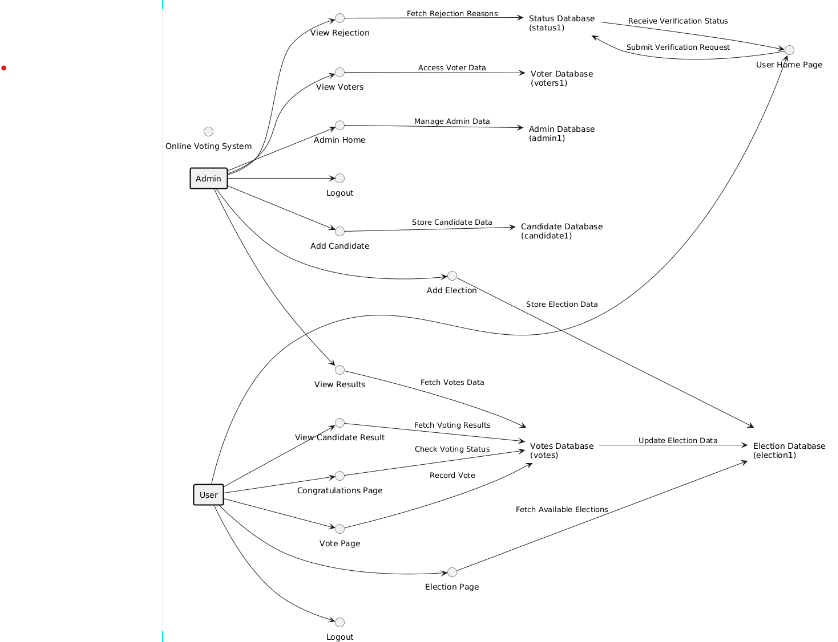 Fetch Rejection Reasons
View Rejection
Status Database
(status1)
Receive Verification Status
Submit Verification Request
User Home Page
Access Voter Data
View Voters
Voter Database
(voters1)
Online Voting System
Manage Admin Data
Admin Home
Admin Database
(admin1)
Admin
Logout
Store Candidate Data
Add Candidate
Candidate Database
(candidate1)
Add Election
Store Election Data
View Results
Fetch Votes Data
Fetch Voting Results
View Candidate Result
Votes Database
(votes)
Update Election Data
Election Database
(election1)
Check Voting Status
Congratulations Page
Record Vote
User
Vote Page
Fetch Available Elections
Election Page
Logout